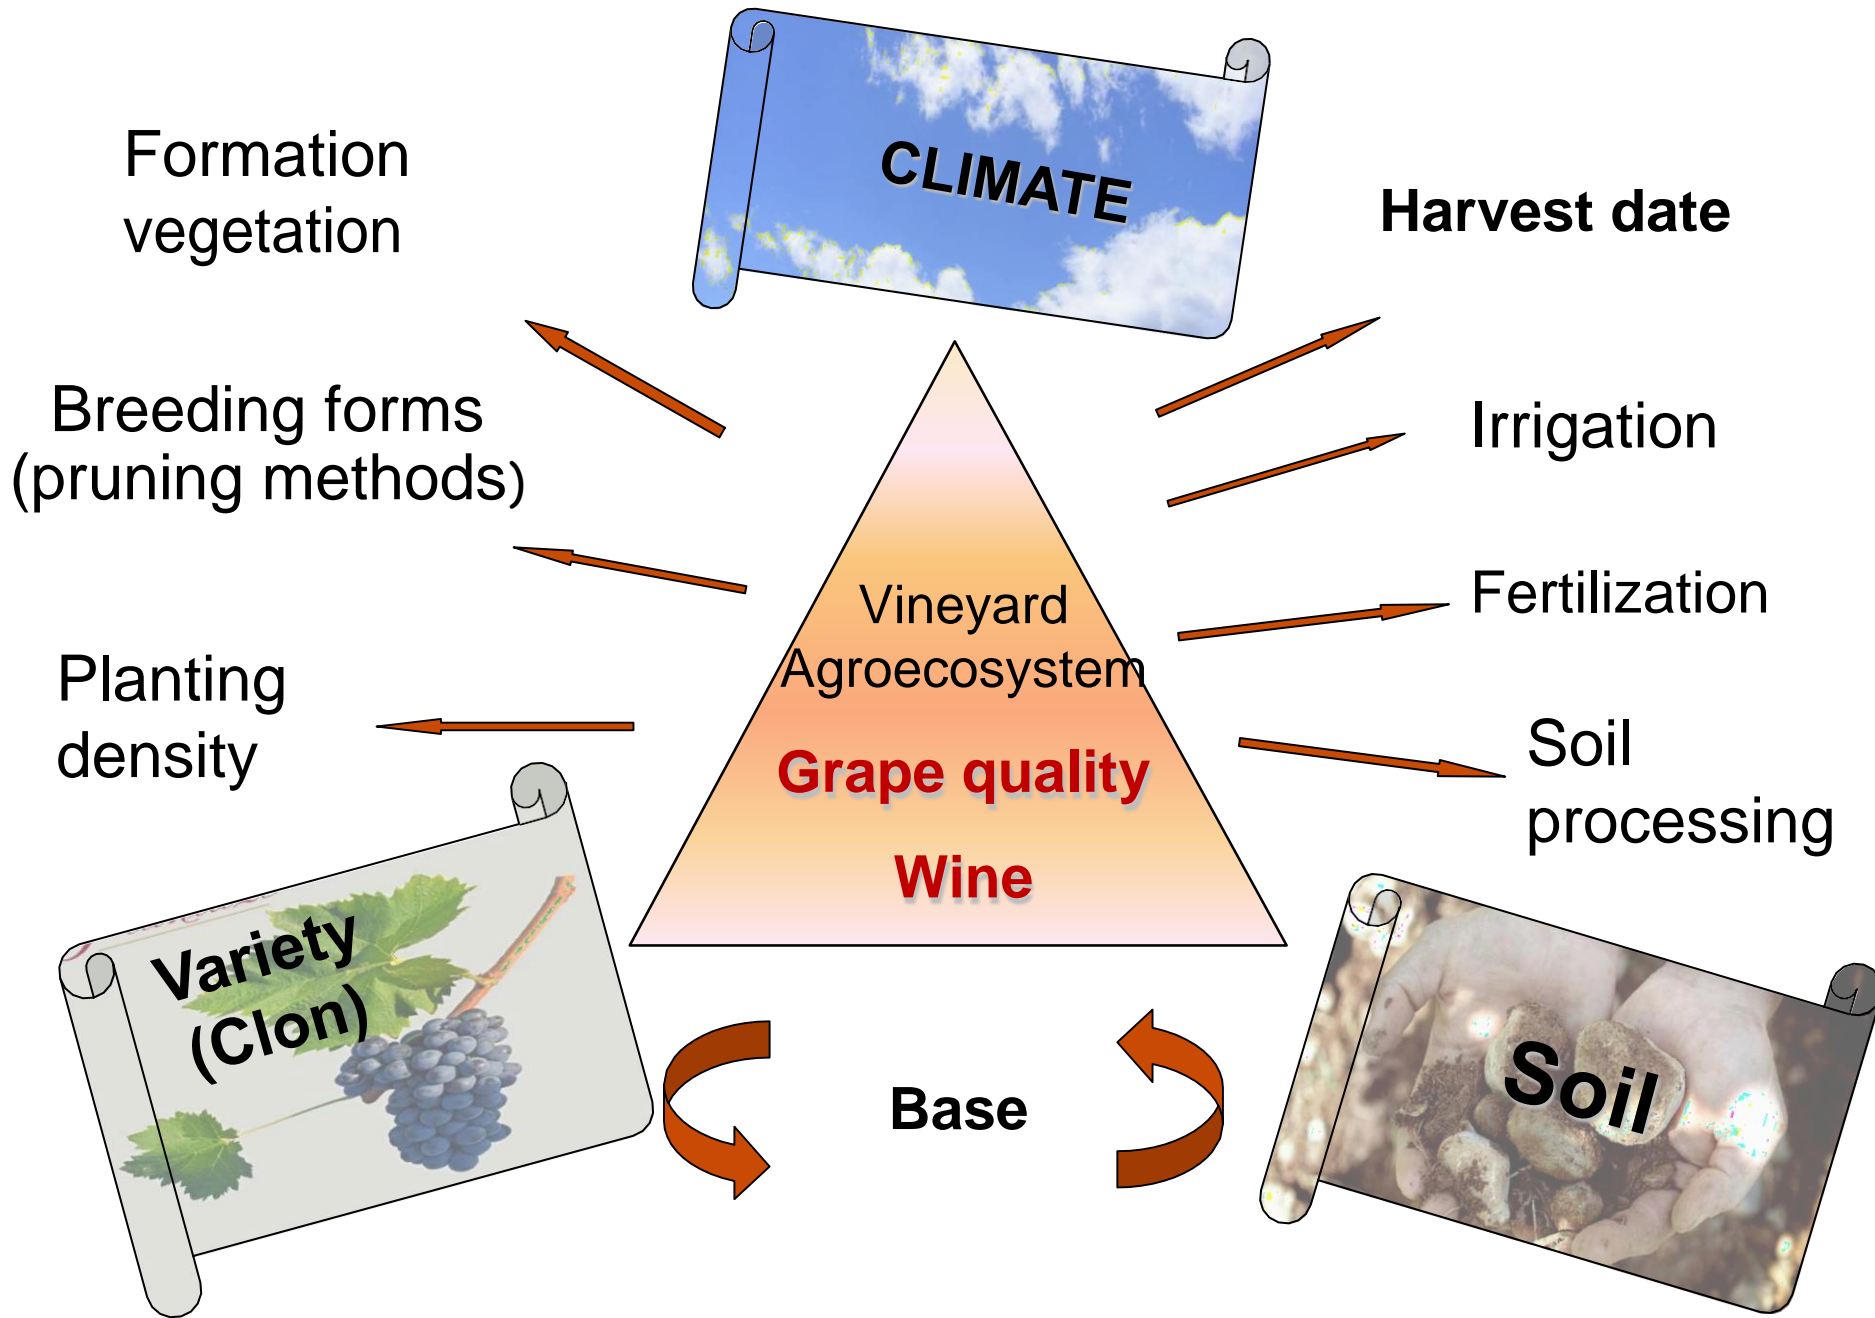 CLIMATE
Formation
vegetation
Harvest date
Breeding forms
(pruning methods)
Irrigation
Vineyard
Agroecosystem
Fertilization
Planting
density
Grape quality
Soil
processing
Wine
Variety
(Clon)
Base
Soil